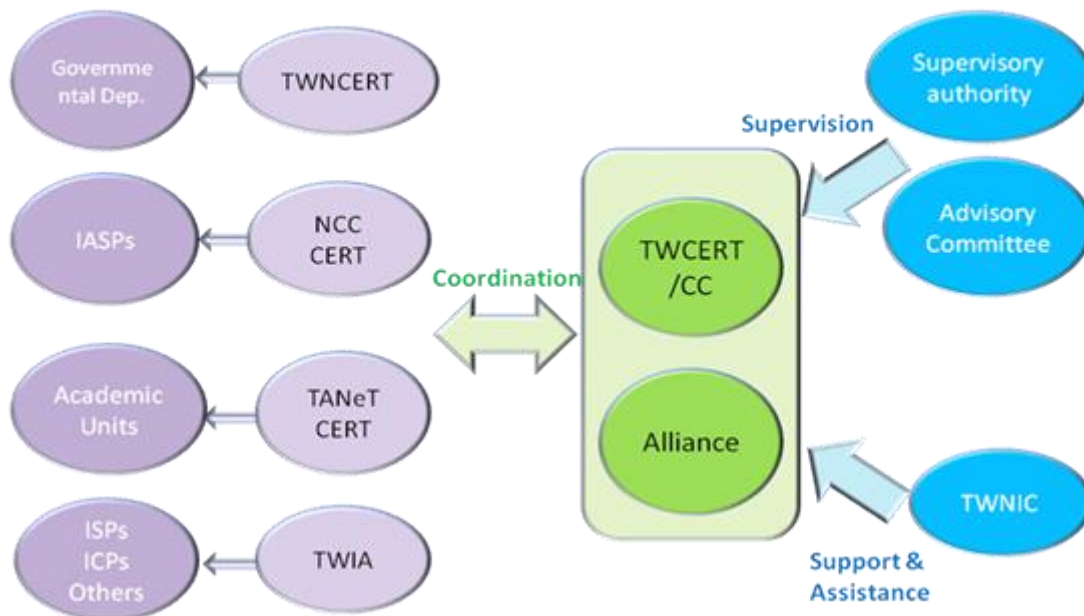 Governme
ntal Dep.
TWNCERT
IASPs
NCC
CERT
Academic
Units
TANeT
CERT
ISPs
ICPs
Others
TWIA
Coordination
TWCERT
/CC
Alliance
Supervision
Supervisory
authority
Advisory
Committee
TWNIC
Support &
Assistance